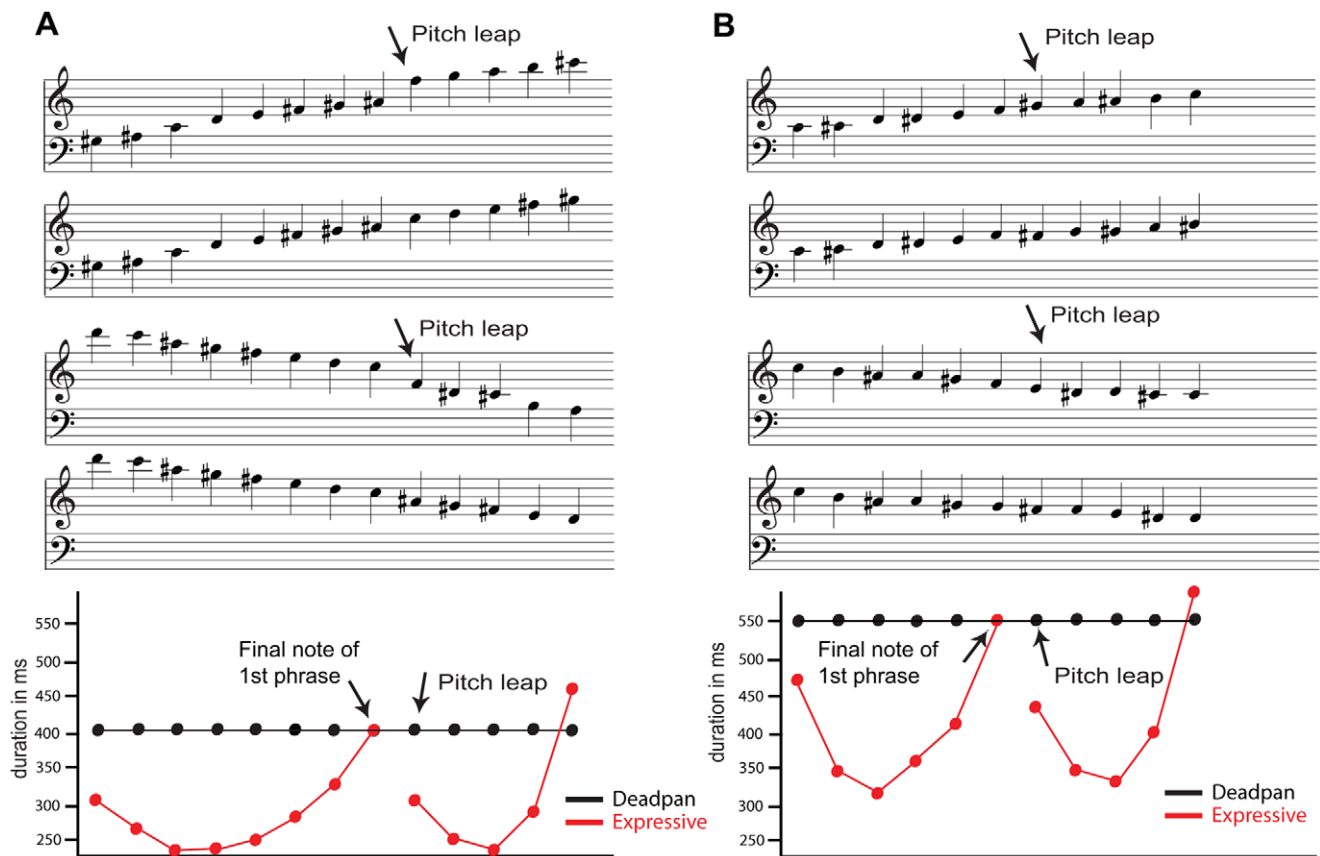 A
Pitch leap
Pitch leap
550
500
450
400
350
300
250
duration in ms
Final note of
1st phrase
Pitch leap
Deadpan
Expressive
B
Pitch leap
Pitch leap
550
500
450
400
350
300
250
duration in ms
Final note of
1st phrase
Pitch leap
Deadpan
Expressive